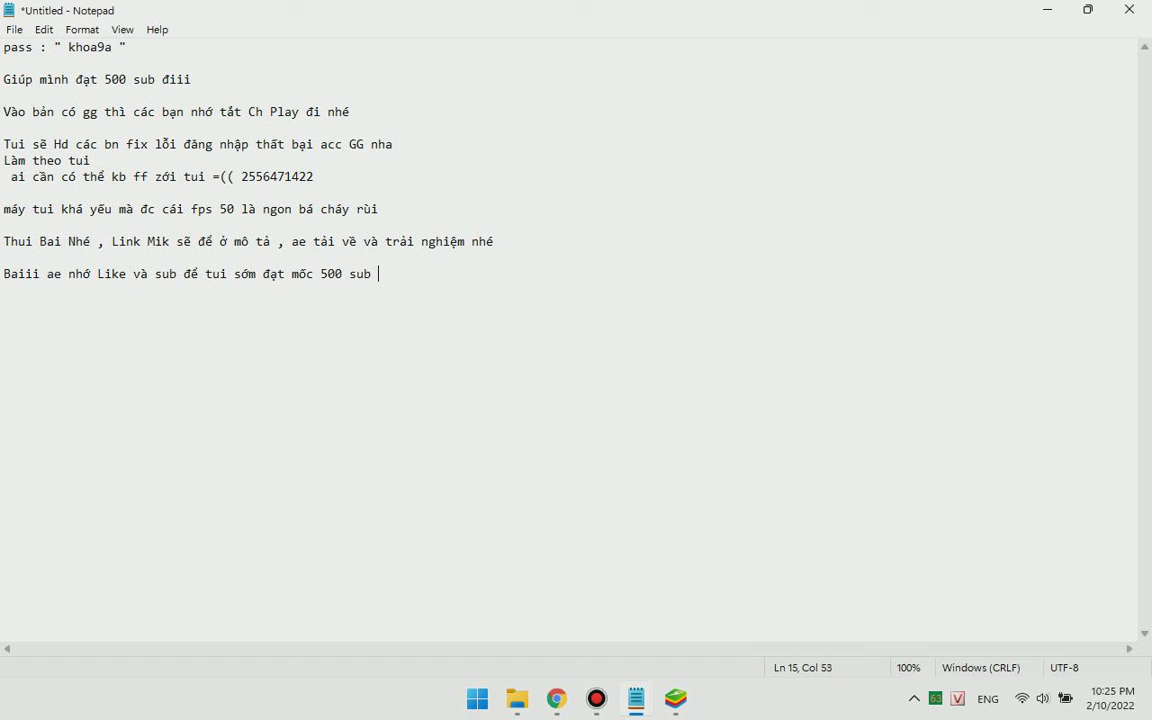 *Untitled - Notepad
File Edit Format View Help
pass : " khoa9a "
Giúp mình đạt 500 sub điii
Vào bản có gg thì các bạn nhớ tắt Ch Play đi nhé
Tui sẽ Hd các bn fix lỗi đăng nhập thất bại acc GG nha
Làm theo tui
ai cần có thể kb ff zới tui =(( 2556471422
máy tui khá yếu mà đc cái fps 50 là ngon bá cháy rùi
Thui Bai Nhé , Link Mik sẽ để ở mô tả , ae tải về và trải nghiệm nhé
Baiii ae nhớ Like và sub để tui sớm đạt mốc 500 sub
Ln 15, Col 53 100% Windows (CRLF) UTF-8
63 V ENG 10:25 PM
2/10/2022